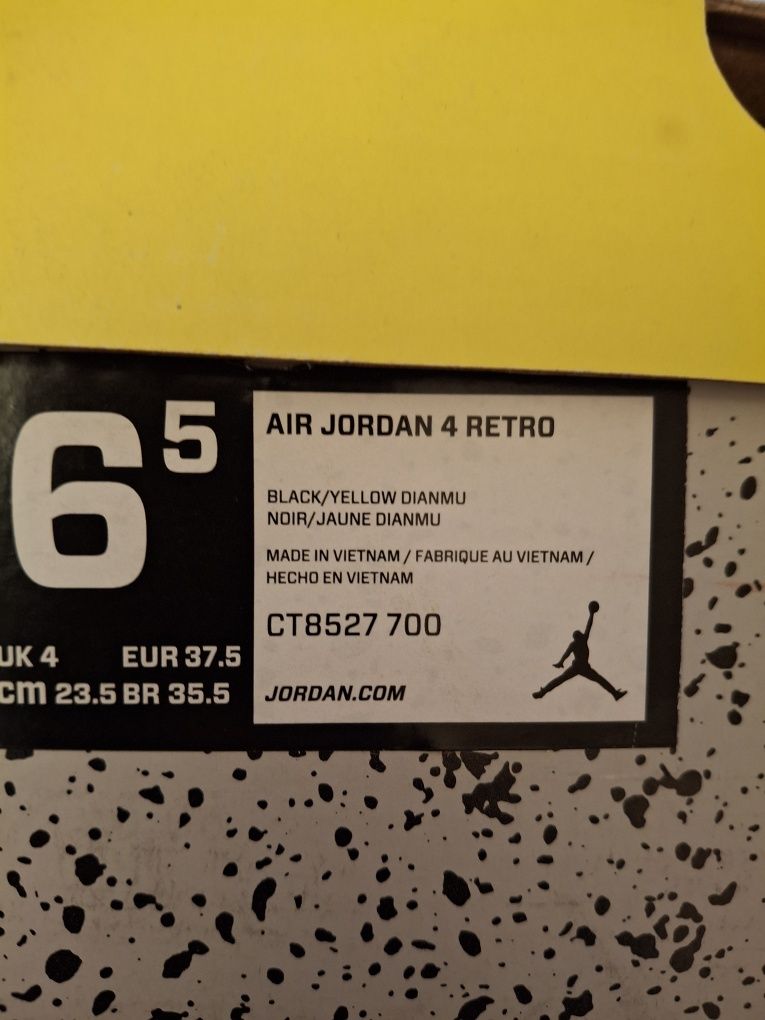 6 5
UK 4 EUR 37.5
cm 23.5 BR 35.5
AIR JORDAN 4 RETRO
BLACK/YELLOW DIANMU
NOIR/JAUNE DIANMU
MADE IN VIETNAM / FABRIQUE AU VIETNAM /
HECHO EN VIETNAM
CT8527 700
JORDAN.COM